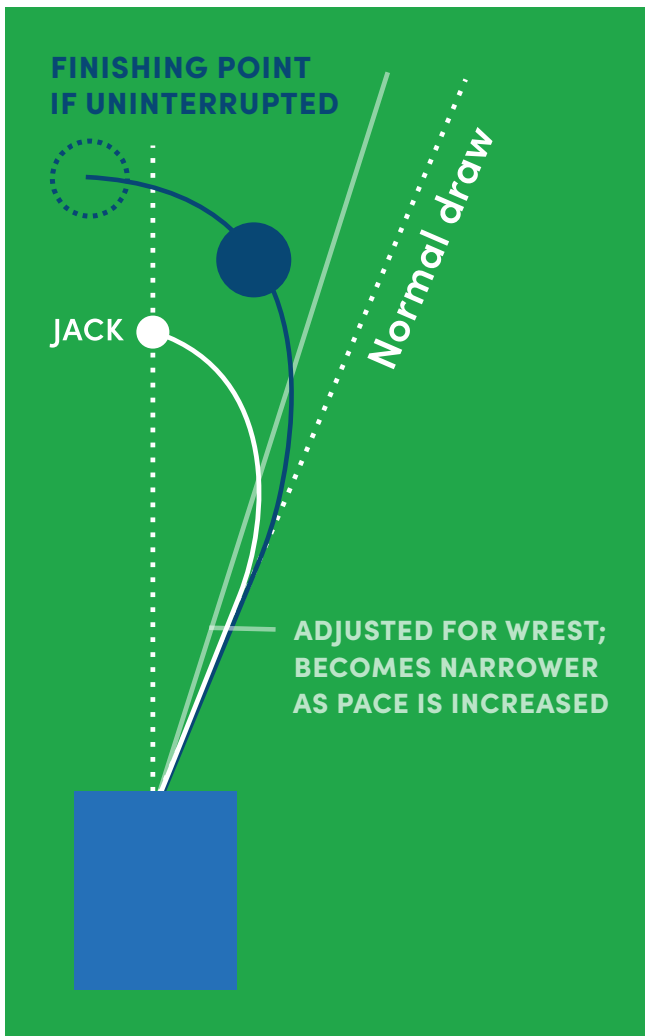 FINISHING POINT
IF UNINTERRUPTED
Normal draw
JACK
ADJUSTED FOR WREST;
BECOMES NARROWER
AS PACE IS INCREASED